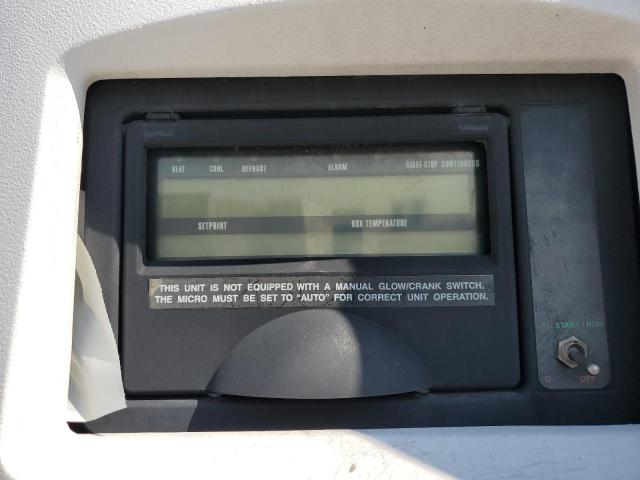 HEAT COOL DEFROST ALARM START-STOP CONTINUOUS
SETPOINT BOX TEMPERATURE
THIS UNIT IS NOT EQUIPPED WITH A MANUAL GLOW/CRANK SWITCH.
THE MICRO MUST BE SET TO "AUTO" FOR CORRECT UNIT OPERATION.
I START / RUN
O OFF